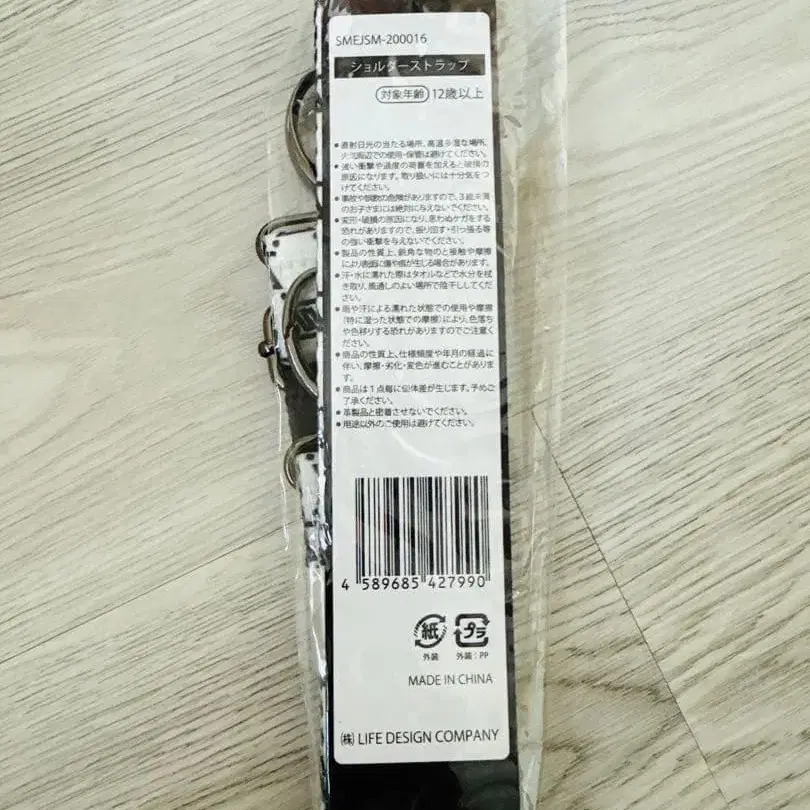 SMEJSM-200016
ショルダーストラップ
対象年齢 12歳以上
• 直射日光の当たる場所、高温多湿な場所、
火気周辺での使用・保管は避けてください。
• 強い衝撃や過度の荷重を加えると破損の
原因になります。取り扱いには十分気をつ
けてください。
• 事故や誤飲の危険がありますので、3歳未満
のお子さまには絶対に与えないでください。
• 変形・破損の原因になり、思わぬケガをする
恐れがありますので、振り回す・引っ張る等
の強い衝撃を与えないでください。
• 製品の性質上、鋭角な物のと接触や摩擦
により表面に傷や痕が生じる場合があります。
• 汗・水に濡れた際はタオルなどで水分を拭
き取り、風通しのよい場所で陰干ししてくだ
さい。
• 雨や汗による濡れた状態での使用や摩擦
(特に湿った状態での摩擦)により、色落ち
や色移りする恐れがありますのでご注意く
ださい。
• 商品の性質上、仕様頻度や年月の経過に
伴い、摩擦・劣化・変色が進むことがありま
す。
• 商品は1点毎に個体差が生じます。予めご
了承ください。
• 革製品と密着させないでください。
• 用途以外のご使用は避けてください。
4 589685 427990
紙 プラ
外装 外装:PP
MADE IN CHINA
㈱ LIFE DESIGN COMPANY